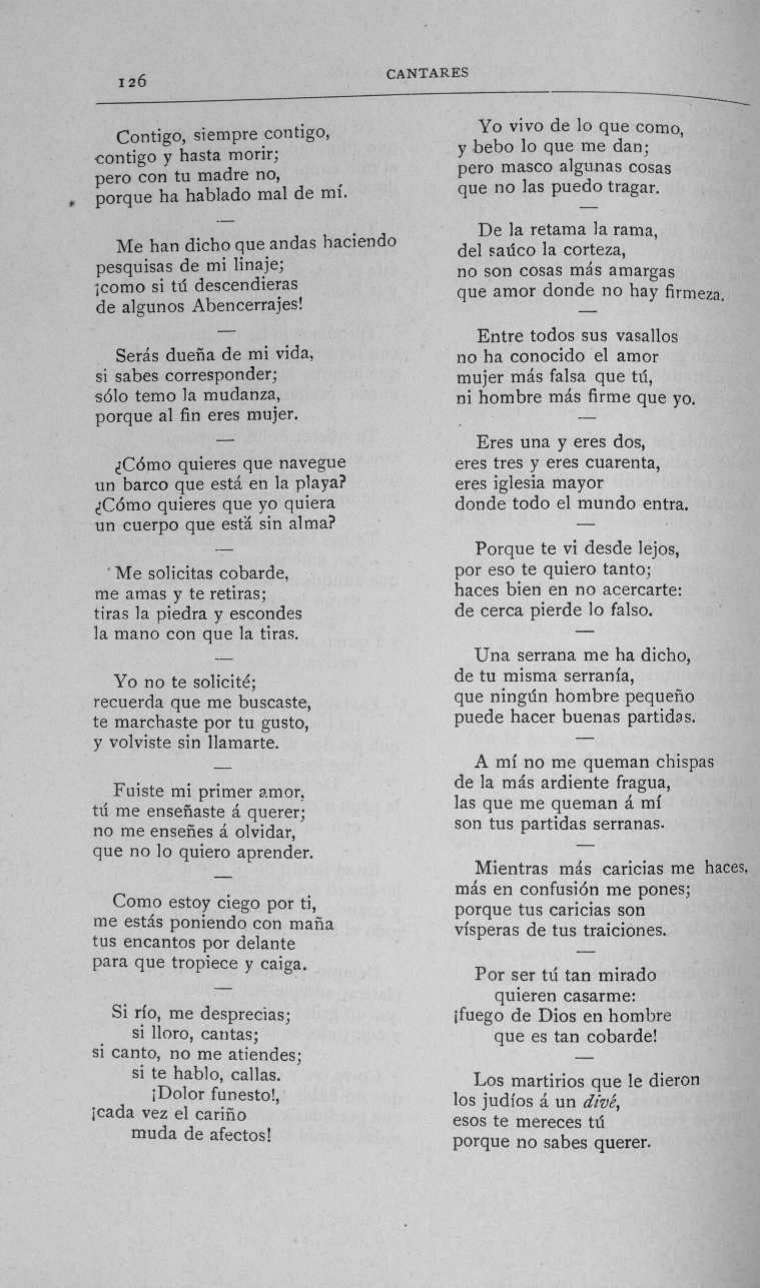 126
CANTARES
Contigo, siempre contigo,
contigo y hasta morir;
pero con tu madre no,
porque ha hablado mal de mí.
Me han dicho que andas haciendo
pesquisas de mi linaje;
¡como si tú descendieras
de algunos Abencerrajes!
Serás dueña de mi vida,
si sabes corresponder;
sólo temo la mudanza,
porque al fin eres mujer.
¿Cómo quieres que navegue
un barco que está en la playa?
¿Cómo quieres que yo quiera
un cuerpo que está sin alma?
Me solicitas cobarde,
me amas y te retiras;
tiras la piedra y escondes
la mano con que la tiras.
Yo no te solicité;
recuerda que me buscaste,
te marchaste por tu gusto,
y volviste sin llamarte.
Fuiste mi primer amor,
tú me enseñaste á querer;
no me enseñes á olvidar,
que no lo quiero aprender.
Como estoy ciego por ti,
me estás poniendo con maña
tus encantos por delante
para que tropiece y caiga.
Si río, me desprecias;
si lloro, cantas;
si canto, no me atiendes;
si te hablo, callas.
¡Dolor funesto!,
¡cada vez el cariño
muda de afectos!
Yo vivo de lo que como,
y bebo lo que me dan;
pero masco algunas cosas
que no las puedo tragar.
De la retama la rama,
del saúco la corteza,
no son cosas más amargas
que amor donde no hay firmeza.
Entre todos sus vasallos
no ha conocido el amor
mujer más falsa que tú,
ni hombre más firme que yo.
Eres una y eres dos,
eres tres y eres cuarenta,
eres iglesia mayor
donde todo el mundo entra.
Porque te vi desde lejos,
por eso te quiero tanto;
haces bien en no acercarte:
de cerca pierde lo falso.
Una serrana me ha dicho,
de tu misma serranía,
que ningún hombre pequeño
puede hacer buenas partidas.
A mí no me queman chispas
de la más ardiente fragua,
las que me queman á mí
son tus partidas serranas.
Mientras más caricias me haces,
más en confusión me pones;
porque tus caricias son
vísperas de tus traiciones.
Por ser tú tan mirado
quieren casarme:
¡fuego de Dios en hombre
que es tan cobarde!
Los martirios que le dieron
los judíos á un divé,
esos te mereces tú
porque no sabes querer.